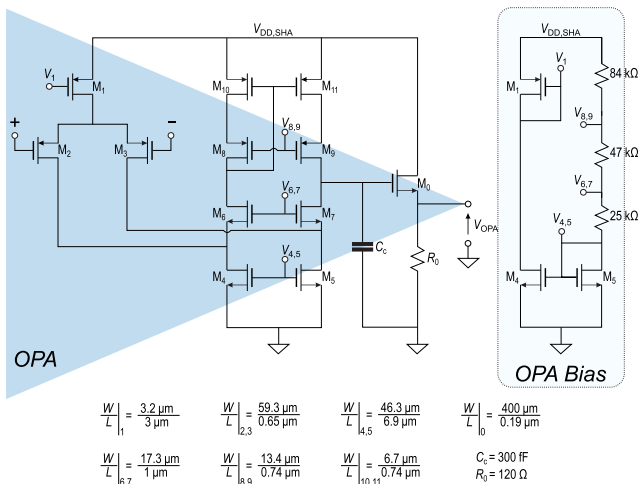 V_DD,SHA
V_1
M_1
+
M_2
M_3
−
M_10
M_11
M_8
V_8,9
M_9
M_6
V_6,7
M_7
M_4
V_4,5
M_5
C_c
M_0
R_0
V_OPA
OPA
V_DD,SHA
M_1
V_1
84 kΩ
V_8,9
47 kΩ
V_6,7
25 kΩ
V_4,5
M_4
M_5
OPA Bias
W/L|_1 = 3.2 µm/3 µm
W/L|_2,3 = 59.3 µm/0.65 µm
W/L|_4,5 = 46.3 µm/6.9 µm
W/L|_0 = 400 µm/0.19 µm
W/L|_6,7 = 17.3 µm/1 µm
W/L|_8,9 = 13.4 µm/0.74 µm
W/L|_10,11 = 6.7 µm/0.74 µm
C_c = 300 fF
R_0 = 120 Ω